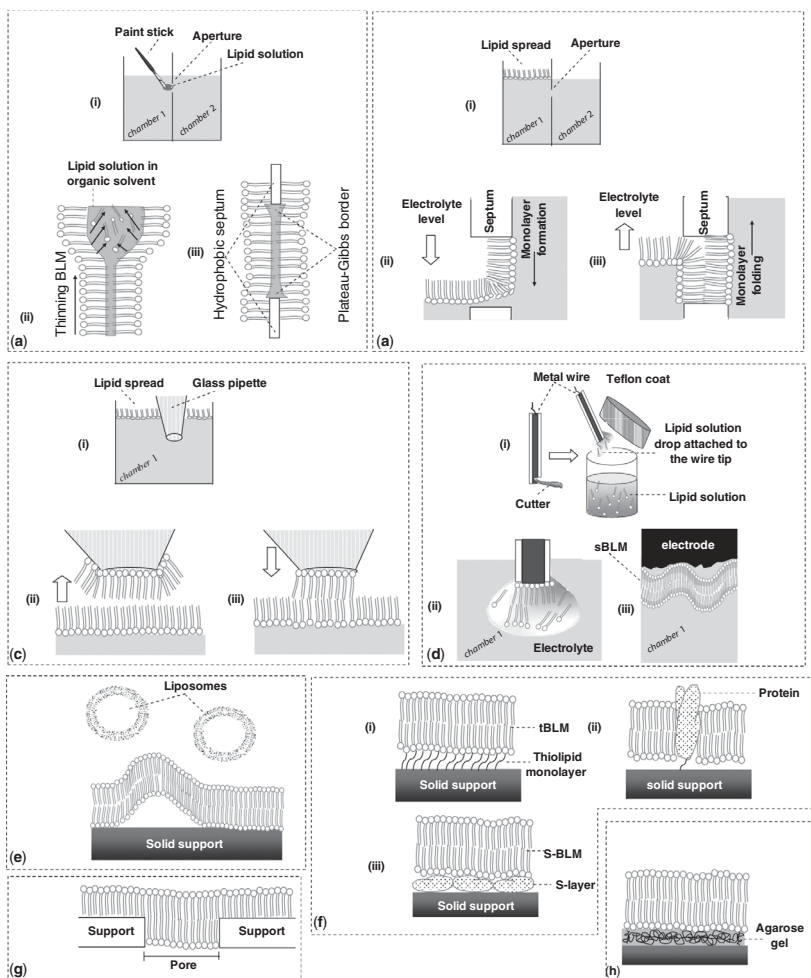 Paint stick
Aperture
Lipid solution
(i)
chamber 1
chamber 2
Lipid solution in
organic solvent
Thinning BLM
(ii)
Hydrophobic septum
(iii)
Plateau-Gibbs border
(a)
Lipid spread
Aperture
(i)
chamber 1
chamber 2
Electrolyte
level
Septum
Monolayer
formation
(ii)
Electrolyte
level
Septum
Monolayer
folding
(iii)
(a)
Lipid spread
Glass pipette
(i)
chamber 1
(ii)
(iii)
(c)
Metal wire
Teflon coat
(i)
Lipid solution
drop attached to
the wire tip
Cutter
Lipid solution
sBLM
electrode
(ii)
(iii)
chamber 1
Electrolyte
chamber 1
(d)
Liposomes
Solid support
(e)
(i)
tBLM
Thiolipid
monolayer
Solid support
(ii)
Protein
solid support
(iii)
S-BLM
S-layer
Solid support
(f)
Support
Support
Pore
(g)
Agarose
gel
(h)